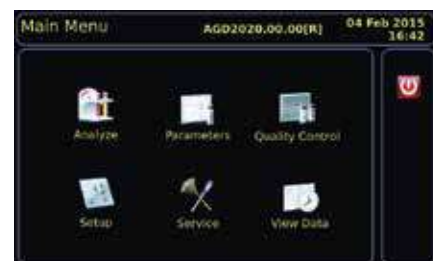 Main Menu
AGD2020.00.00[R]
04 Feb 2015
16:42
Analyze
Parameters
Quality Control
Setup
Service
View Data